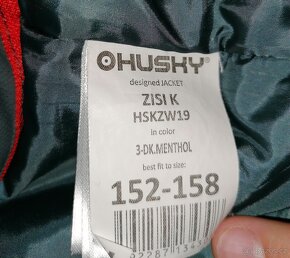 HUSKY
designed JACKET
ZISI K
HSKZW19
in color
3-DK.MENTHOL
best fit to size:
152-158